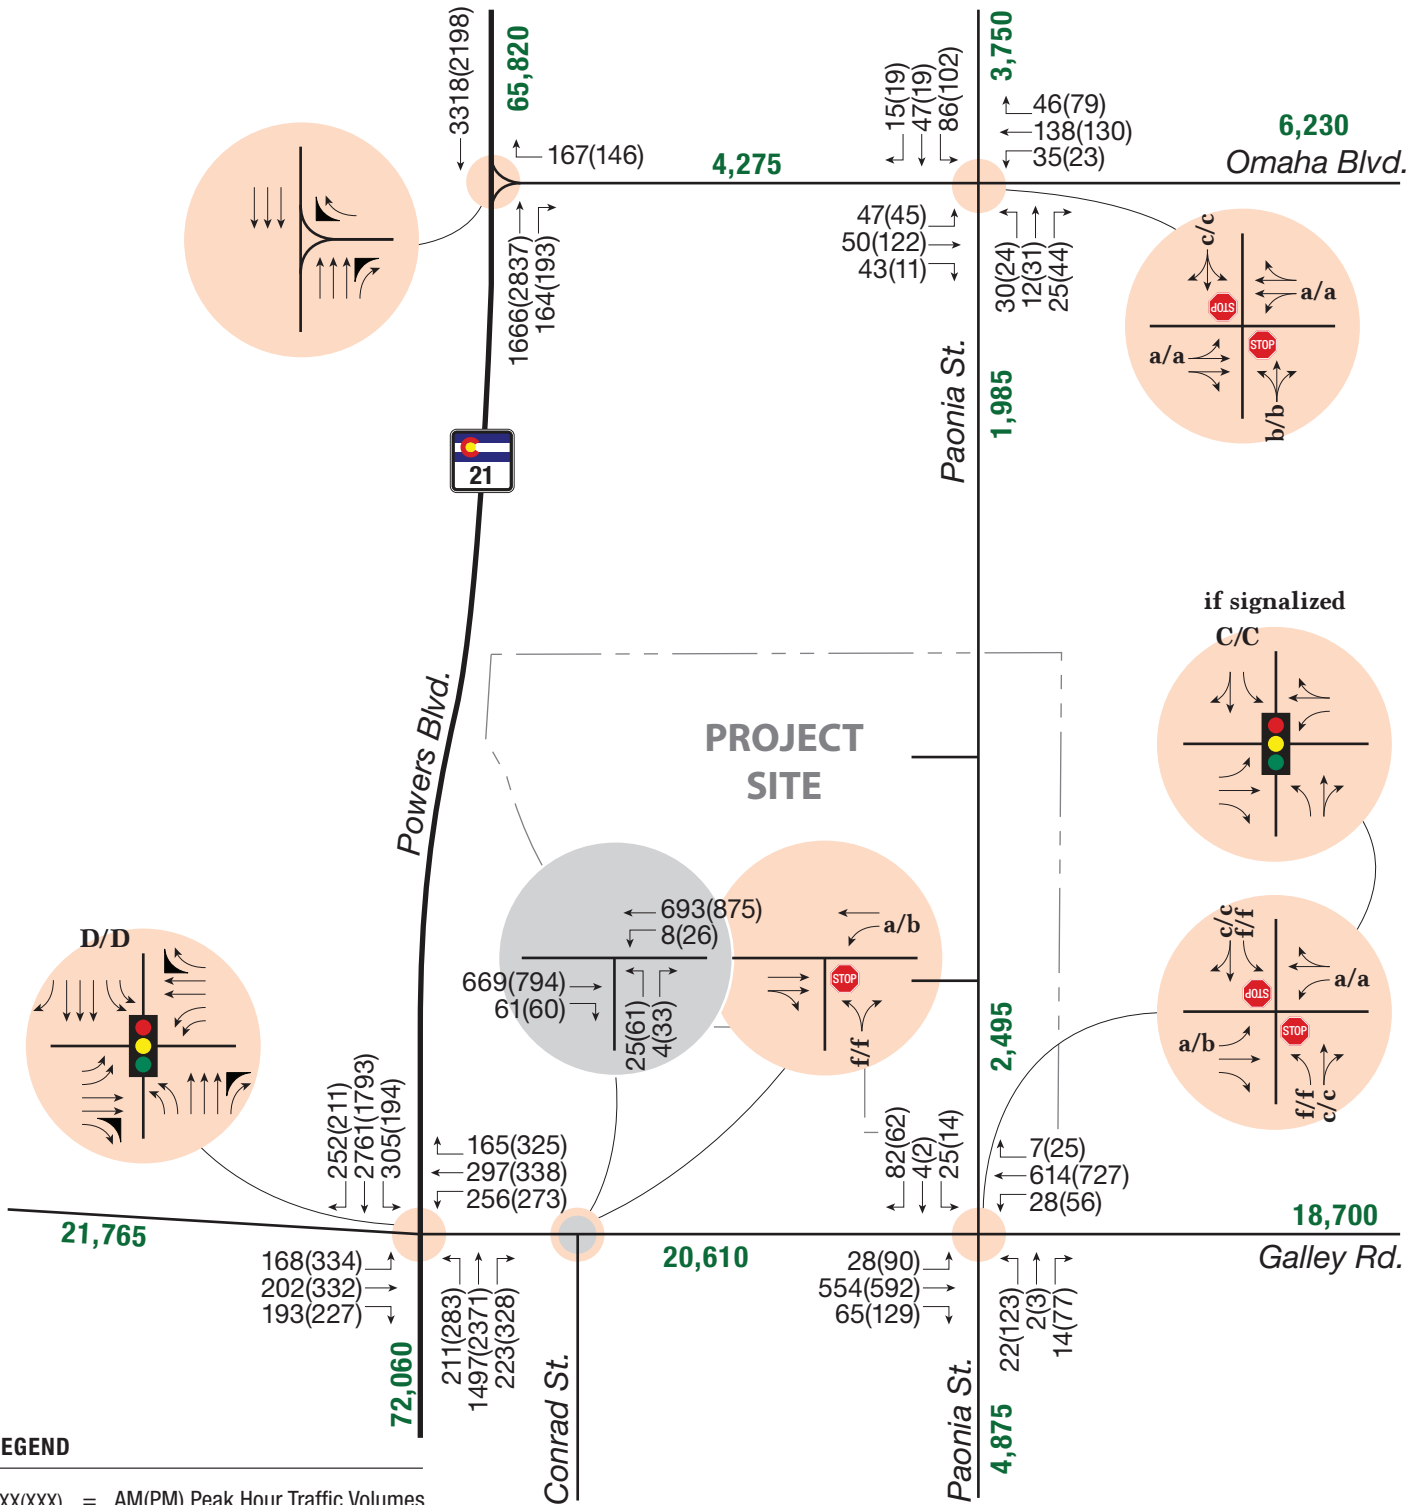 3318(2198)
65,820
167(146)
4,275
15(19)
47(19)
86(102)
3,750
46(79)
138(130)
35(23)
6,230
Omaha Blvd.
1666(2837)
164(193)
47(45)
50(122)
43(11)
30(24)
12(31)
25(44)
c/c
a/a
STOP
STOP
a/a
b/b
Paonia St.
1,985
21
if signalized
C/C
Powers Blvd.
PROJECT
SITE
693(875)
8(26)
669(794)
61(60)
25(61)
4(33)
a/b
STOP
f/f
2,495
c/c
f/f
a/a
STOP
STOP
a/b
f/f
c/c
D/D
252(211)
2761(1793)
305(194)
165(325)
297(338)
256(273)
82(62)
4(2)
25(14)
7(25)
614(727)
28(56)
21,765
20,610
18,700
Galley Rd.
168(334)
202(332)
193(227)
211(283)
1497(2371)
223(328)
28(90)
554(592)
65(129)
22(123)
2(3)
14(77)
72,060
Conrad St.
Paonia St.
4,875
EGEND
XX(XXX) = AM(PM) Peak Hour Traffic Volumes